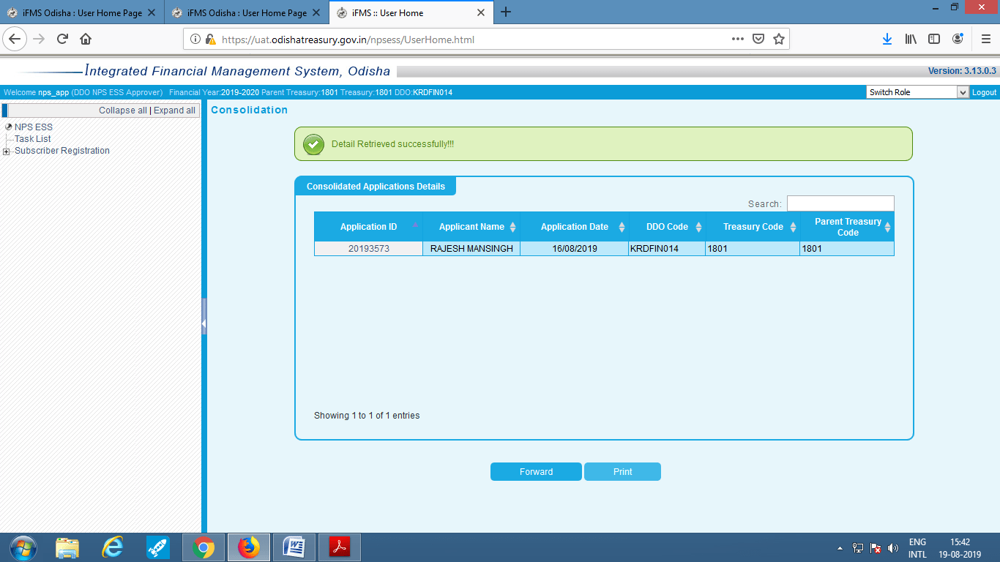 iFMS Odisha : User Home Page
iFMS Odisha : User Home Page
iFMS :: User Home
https://uat.odishatreasury.gov.in/npsess/UserHome.html
Integrated Financial Management System, Odisha
Version: 3.13.0.3
Welcome nps_app (DDO NPS ESS Approver) Financial Year:2019-2020 Parent Treasury:1801 Treasury:1801 DDO:KRDFIN014
Switch Role
Logout
Collapse all | Expand all
NPS ESS
Task List
Subscriber Registration
Consolidation
Detail Retrieved successfully!!!
Consolidated Applications Details
Search:
Application ID Applicant Name Application Date DDO Code Treasury Code Parent Treasury Code
20193573 RAJESH MANSINGH 16/08/2019 KRDFIN014 1801 1801
Showing 1 to 1 of 1 entries
Forward Print
ENG 15:42
INTL 19-08-2019